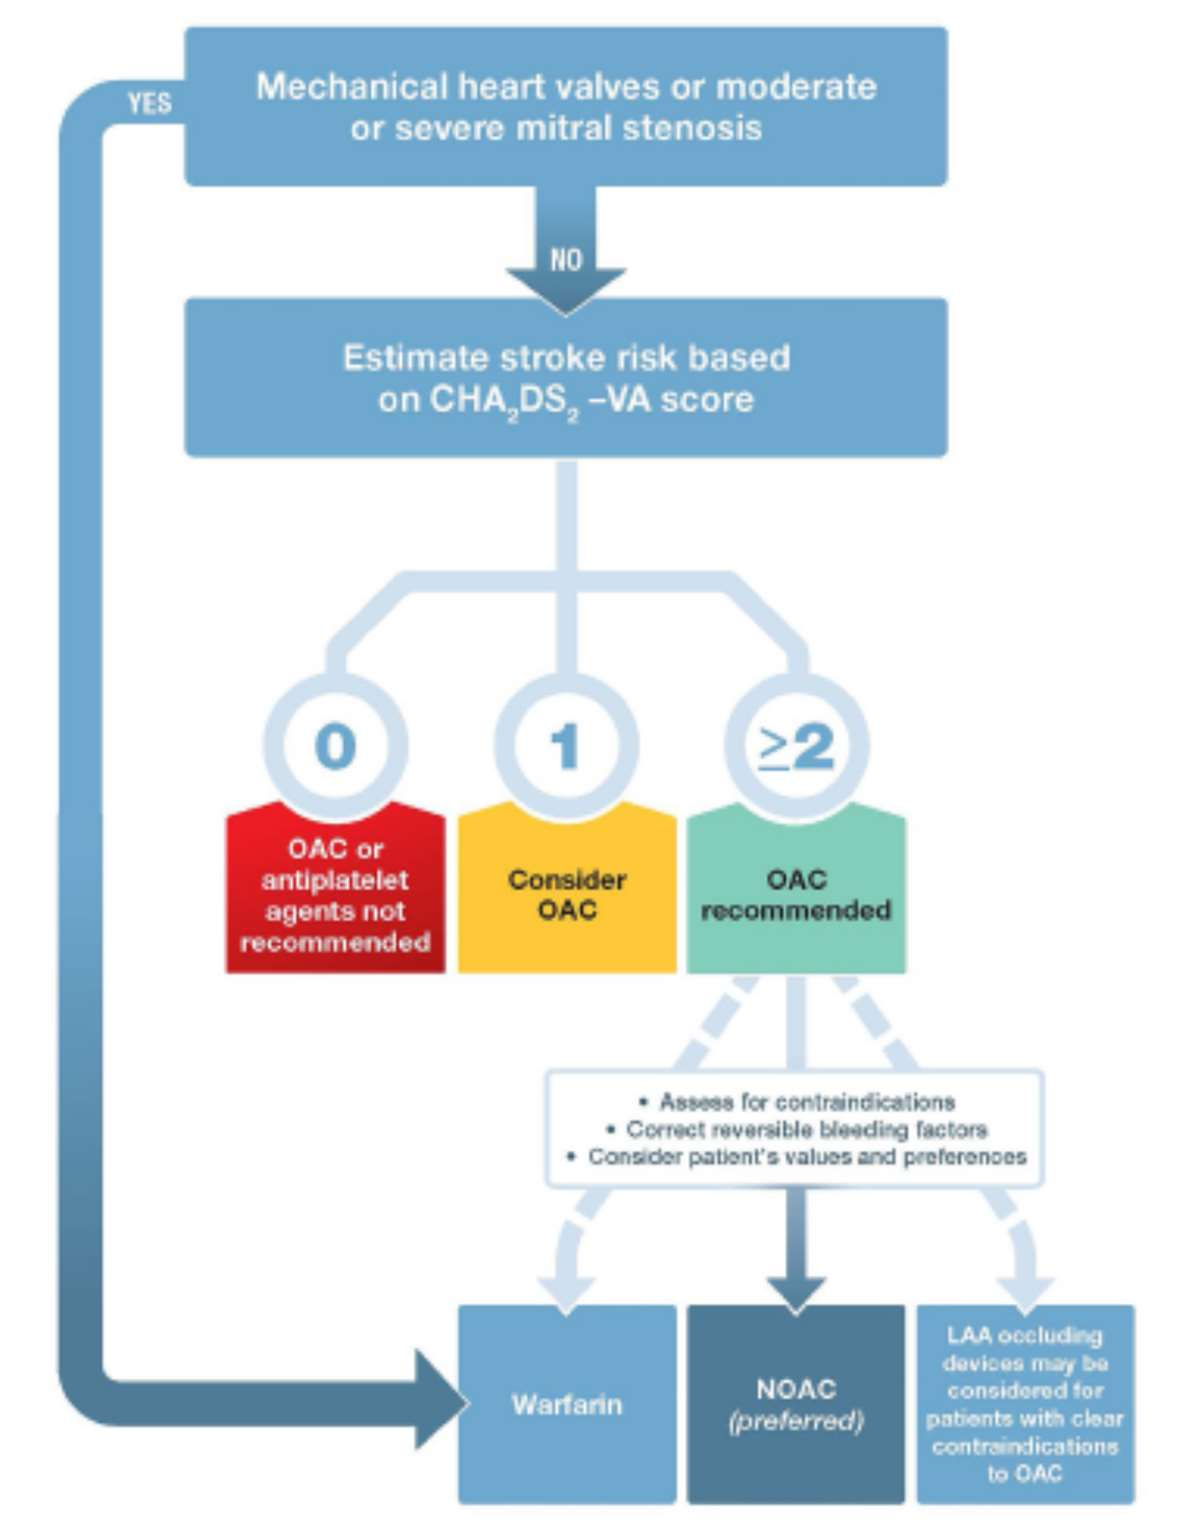 Mechanical heart valves or moderate
or severe mitral stenosis
YES
NO
Estimate stroke risk based
on CHA₂DS₂ –VA score
0
1
≥2
OAC or
antiplatelet
agents not
recommended
Consider
OAC
OAC
recommended
• Assess for contraindications
• Correct reversible bleeding factors
• Consider patient's values and preferences
Warfarin
NOAC
(preferred)
LAA occluding
devices may be
considered for
patients with clear
contraindications
to OAC